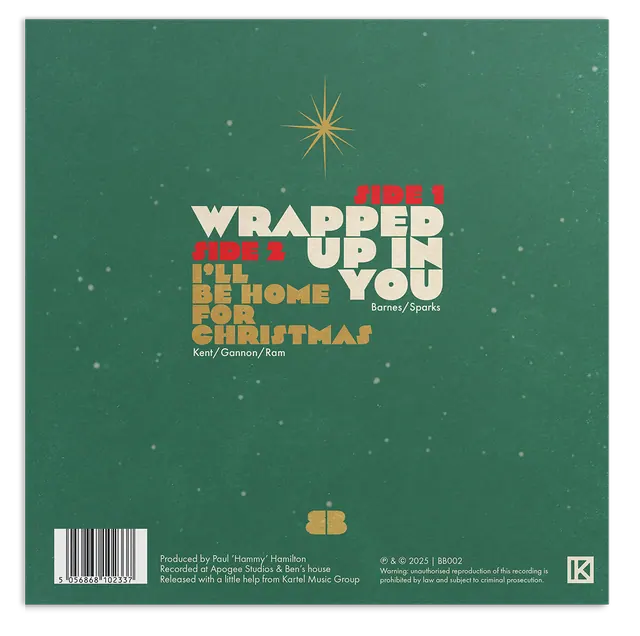 SIDE 1
WRAPPED
UP IN
YOU
Barnes/Sparks
SIDE 2
I'LL
BE HOME
FOR
CHRISTMAS
Kent/Gannon/Ram
BB
5 056868 102337
Produced by Paul 'Hammy' Hamilton
Recorded at Apogee Studios & Ben's house
Released with a little help from Kartel Music Group
℗ & © 2025 | BB002
Warning: unauthorised reproduction of this recording is
prohibited by law and subject to criminal prosecution.
K